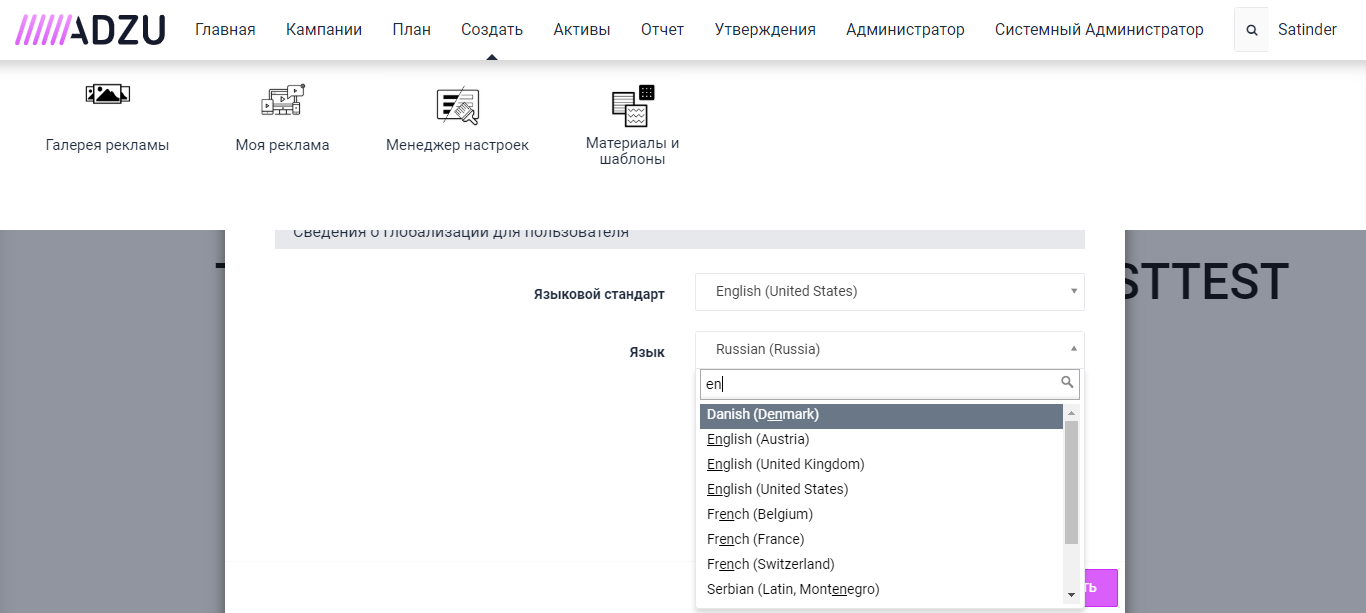 ADZU
Главная Кампании План Создать Активы Отчет Утверждения Администратор Системный Администратор Satinder
Галерея рекламы
Моя реклама
Менеджер настроек
Материалы и
шаблоны
Сведения о глобализации для пользователя
STTEST
Языковой стандарт
English (United States)
Язык
Russian (Russia)
en
Danish (Denmark)
English (Austria)
English (United Kingdom)
English (United States)
French (Belgium)
French (France)
French (Switzerland)
Serbian (Latin, Montenegro)